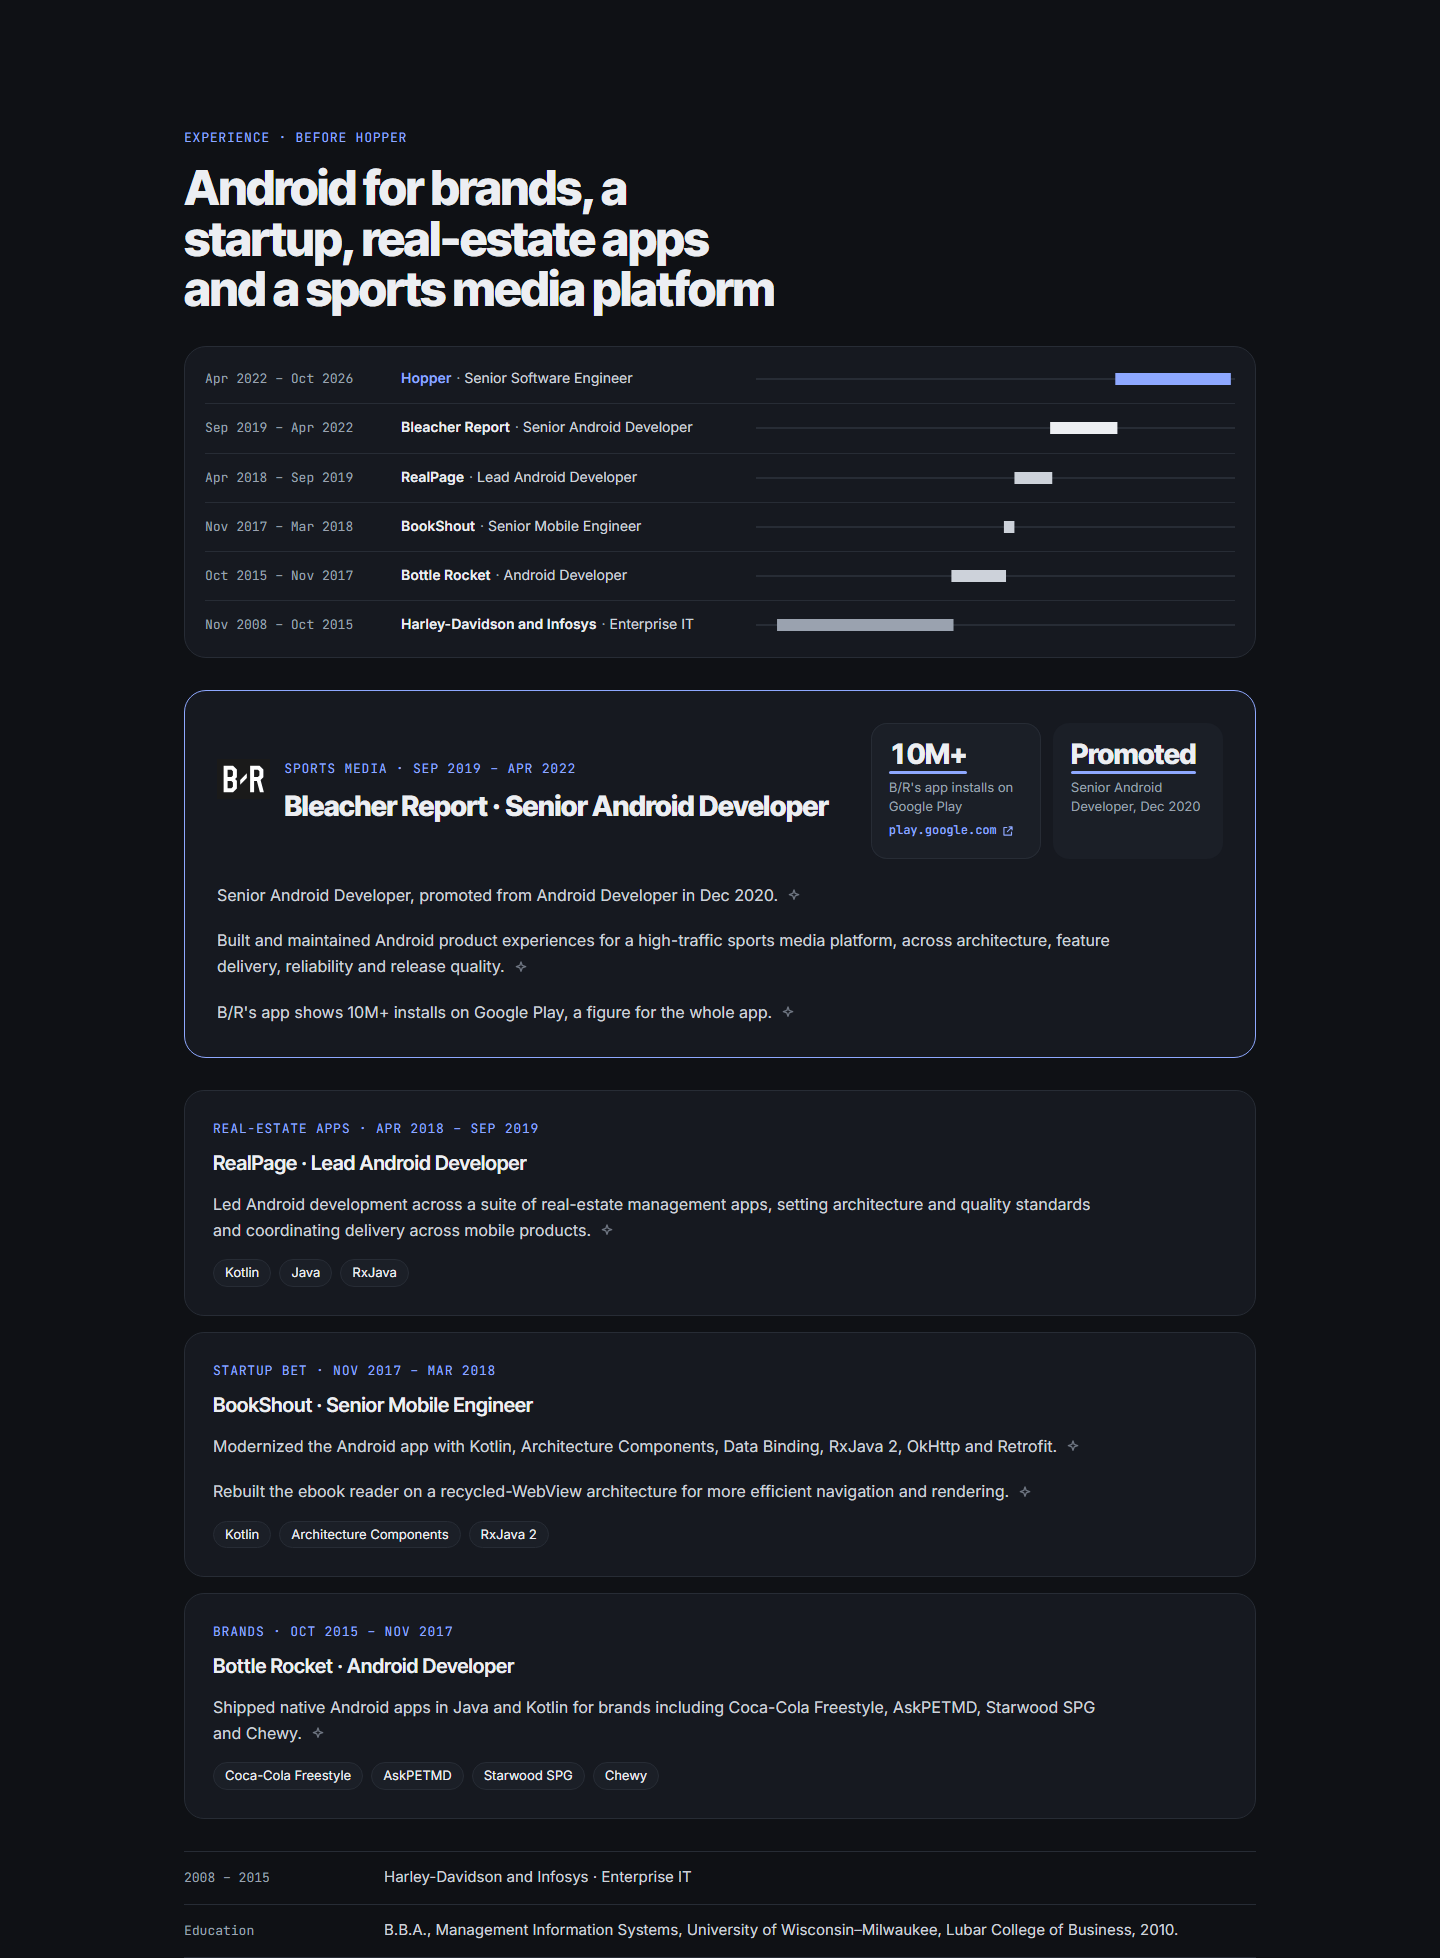 EXPERIENCE · BEFORE HOPPER
Android for brands, a
startup, real-estate apps
and a sports media platform
Apr 2022 – Oct 2026 Hopper · Senior Software Engineer
Sep 2019 – Apr 2022 Bleacher Report · Senior Android Developer
Apr 2018 – Sep 2019 RealPage · Lead Android Developer
Nov 2017 – Mar 2018 BookShout · Senior Mobile Engineer
Oct 2015 – Nov 2017 Bottle Rocket · Android Developer
Nov 2008 – Oct 2015 Harley-Davidson and Infosys · Enterprise IT
B/R
SPORTS MEDIA · SEP 2019 – APR 2022
Bleacher Report · Senior Android Developer
10M+
B/R's app installs on
Google Play
play.google.com
Promoted
Senior Android
Developer, Dec 2020
Senior Android Developer, promoted from Android Developer in Dec 2020.
Built and maintained Android product experiences for a high-traffic sports media platform, across architecture, feature
delivery, reliability and release quality.
B/R's app shows 10M+ installs on Google Play, a figure for the whole app.
REAL-ESTATE APPS · APR 2018 – SEP 2019
RealPage · Lead Android Developer
Led Android development across a suite of real-estate management apps, setting architecture and quality standards
and coordinating delivery across mobile products.
Kotlin Java RxJava
STARTUP BET · NOV 2017 – MAR 2018
BookShout · Senior Mobile Engineer
Modernized the Android app with Kotlin, Architecture Components, Data Binding, RxJava 2, OkHttp and Retrofit.
Rebuilt the ebook reader on a recycled-WebView architecture for more efficient navigation and rendering.
Kotlin Architecture Components RxJava 2
BRANDS · OCT 2015 – NOV 2017
Bottle Rocket · Android Developer
Shipped native Android apps in Java and Kotlin for brands including Coca-Cola Freestyle, AskPETMD, Starwood SPG
and Chewy.
Coca-Cola Freestyle AskPETMD Starwood SPG Chewy
2008 – 2015 Harley-Davidson and Infosys · Enterprise IT
Education B.B.A., Management Information Systems, University of Wisconsin–Milwaukee, Lubar College of Business, 2010.